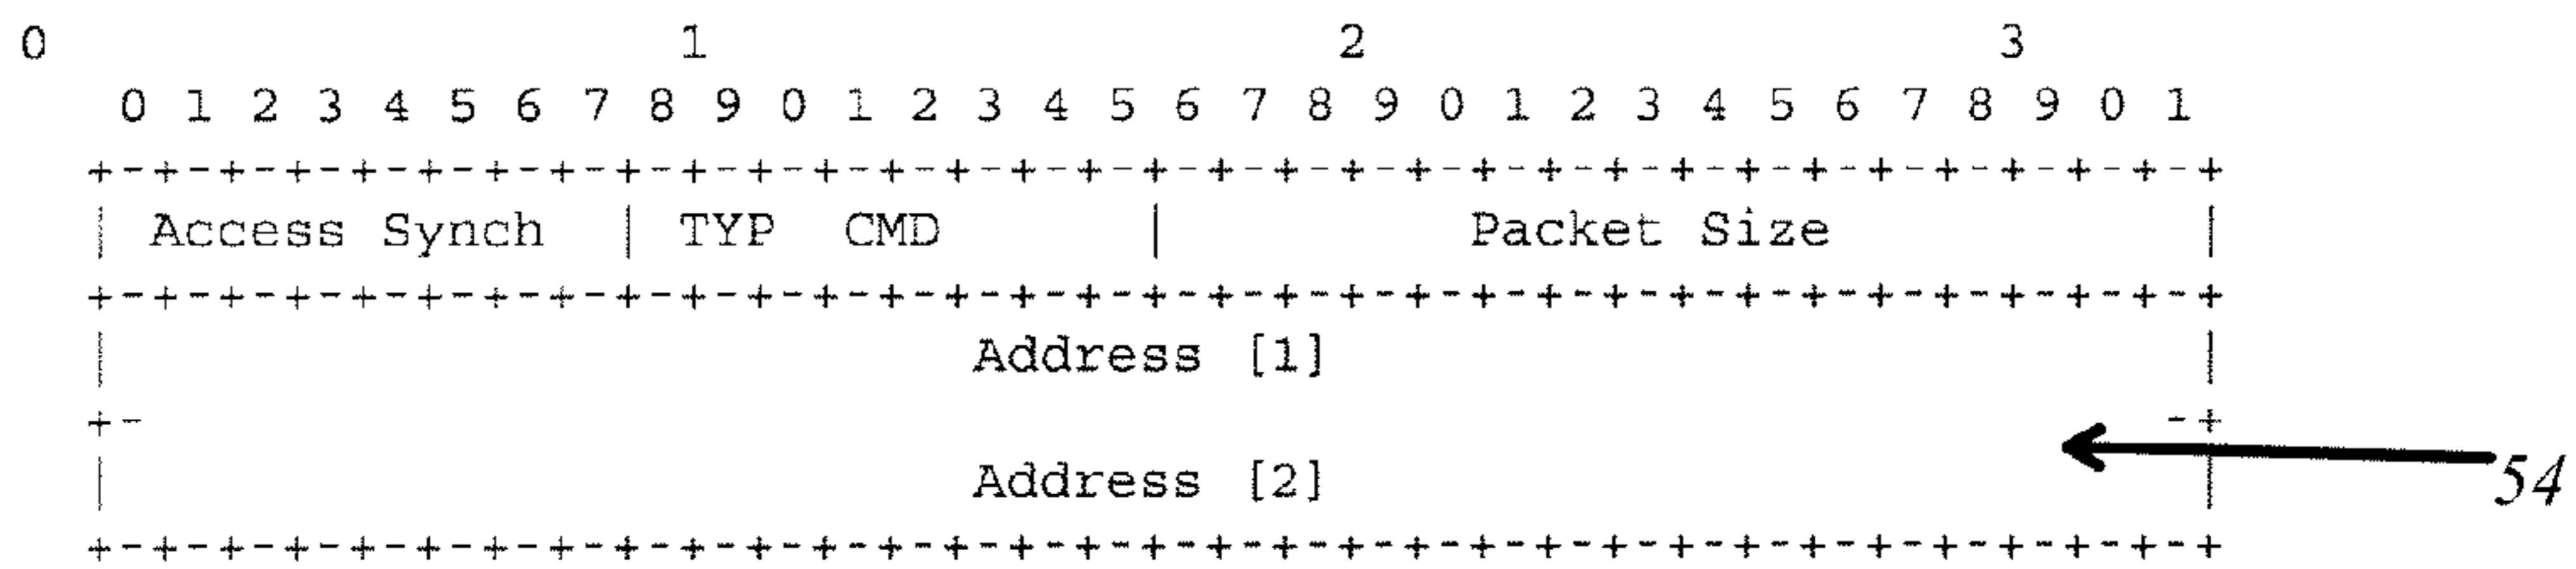 0 1 2 3
0 1 2 3 4 5 6 7 8 9 0 1 2 3 4 5 6 7 8 9 0 1 2 3 4 5 6 7 8 9 0 1
+-+-+-+-+-+-+-+-+-+-+-+-+-+-+-+-+-+-+-+-+-+-+-+-+-+-+-+-+-+-+-+-+
| Access Synch | TYP CMD | Packet Size |
+-+-+-+-+-+-+-+-+-+-+-+-+-+-+-+-+-+-+-+-+-+-+-+-+-+-+-+-+-+-+-+-+
| Address [1] |
+- -+
| Address [2] | 54
+-+-+-+-+-+-+-+-+-+-+-+-+-+-+-+-+-+-+-+-+-+-+-+-+-+-+-+-+-+-+-+-+